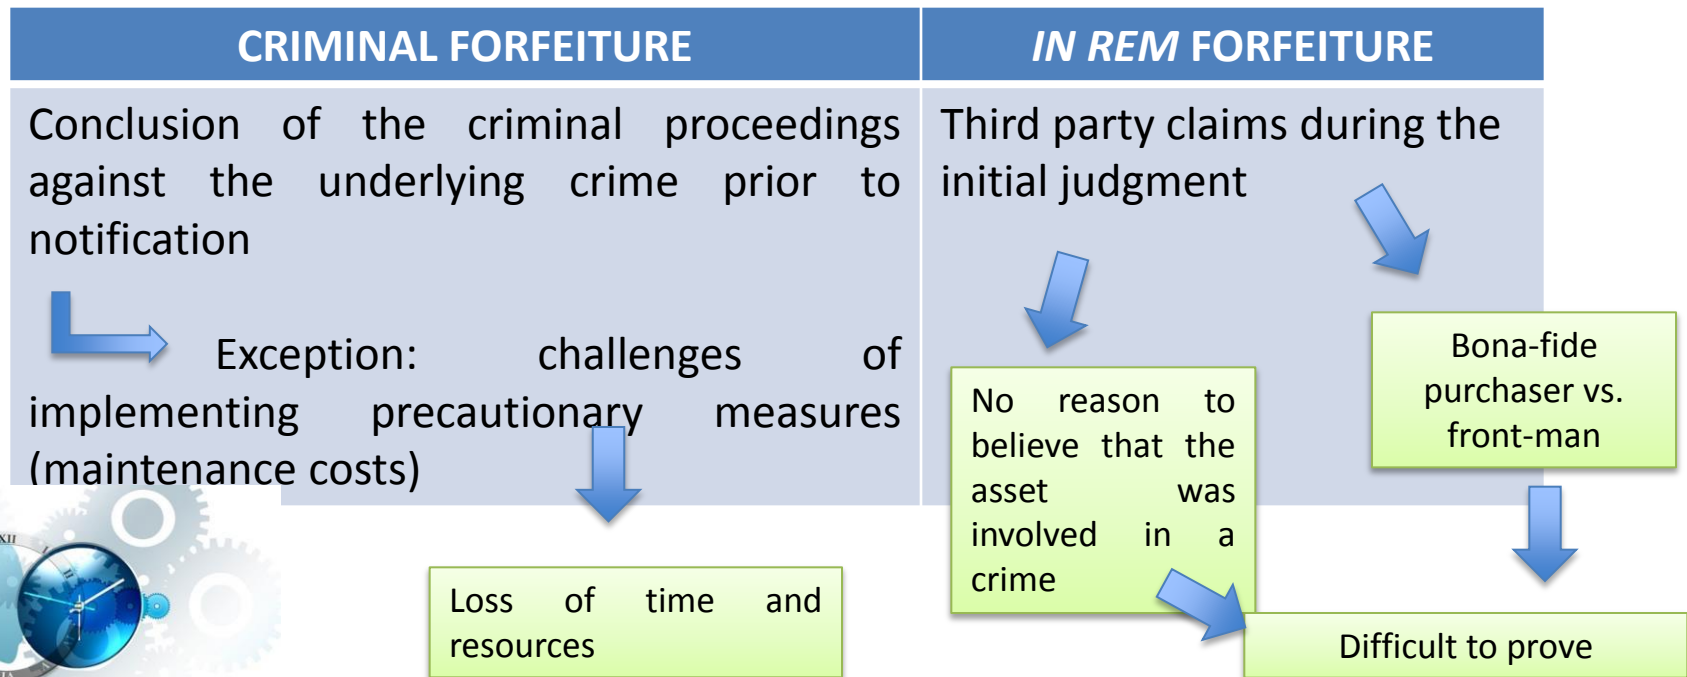 CRIMINAL FORFEITURE
IN REM FORFEITURE
Conclusion of the criminal proceedings
against the underlying crime prior to
notification
Exception: challenges of
implementing precautionary measures
(maintenance costs)
Third party claims during the
initial judgment
No reason to
believe that the
asset was
involved in a
crime
Bona-fide
purchaser vs.
front-man
Loss of time and
resources
Difficult to prove
XII